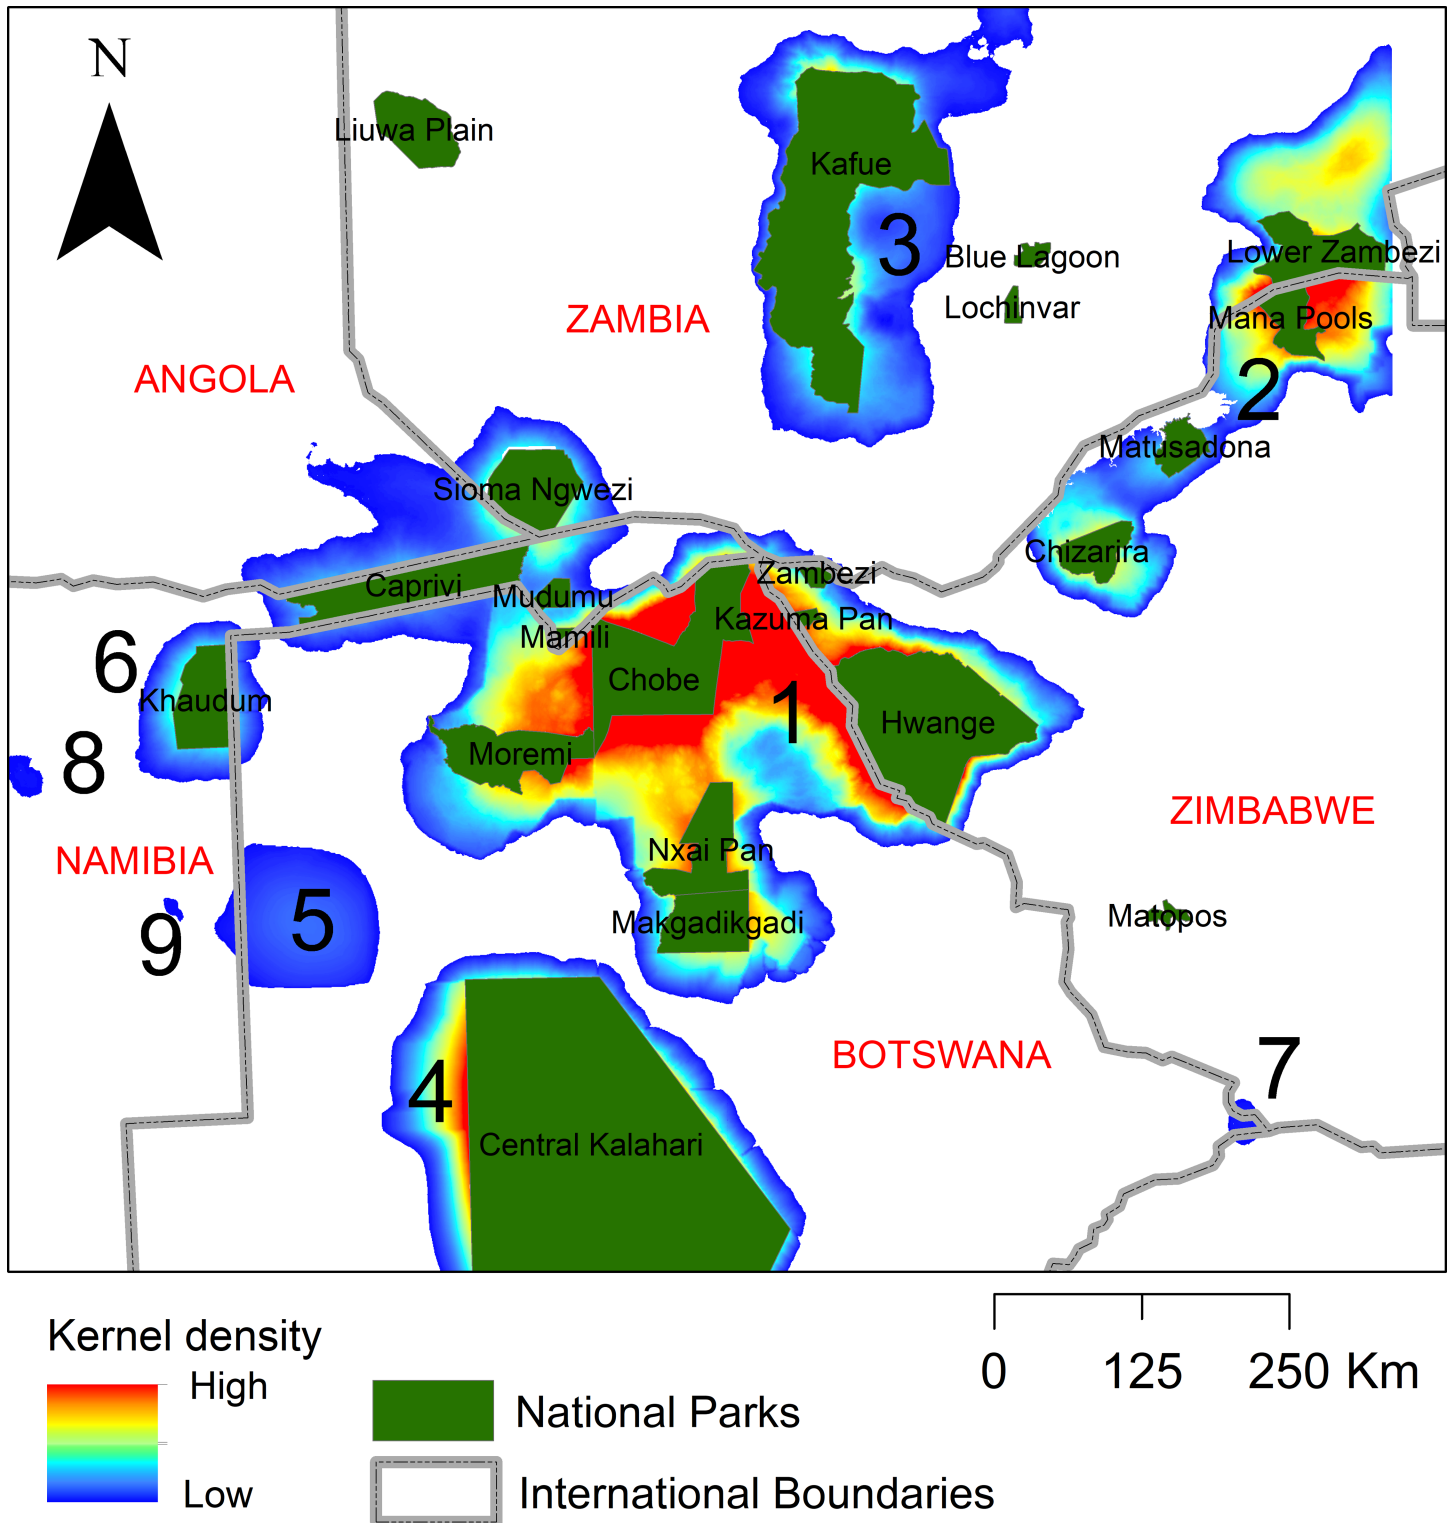 N
Liuwa Plain
Kafue
3
Blue Lagoon
Lower Zambezi
Lochinvar
Mana Pools
ZAMBIA
ANGOLA
2
Matusadona
Sioma Ngwezi
Chizarira
Caprivi
Zambezi
Mudumu
Kazuma Pan
Mamili
6
Khaudum
Chobe
1
Hwange
8
Moremi
ZIMBABWE
NAMIBIA
Nxai Pan
5
9
Makgadikgadi
Matopos
BOTSWANA
7
4
Central Kalahari
Kernel density
High
Low
National Parks
International Boundaries
0 125 250 Km